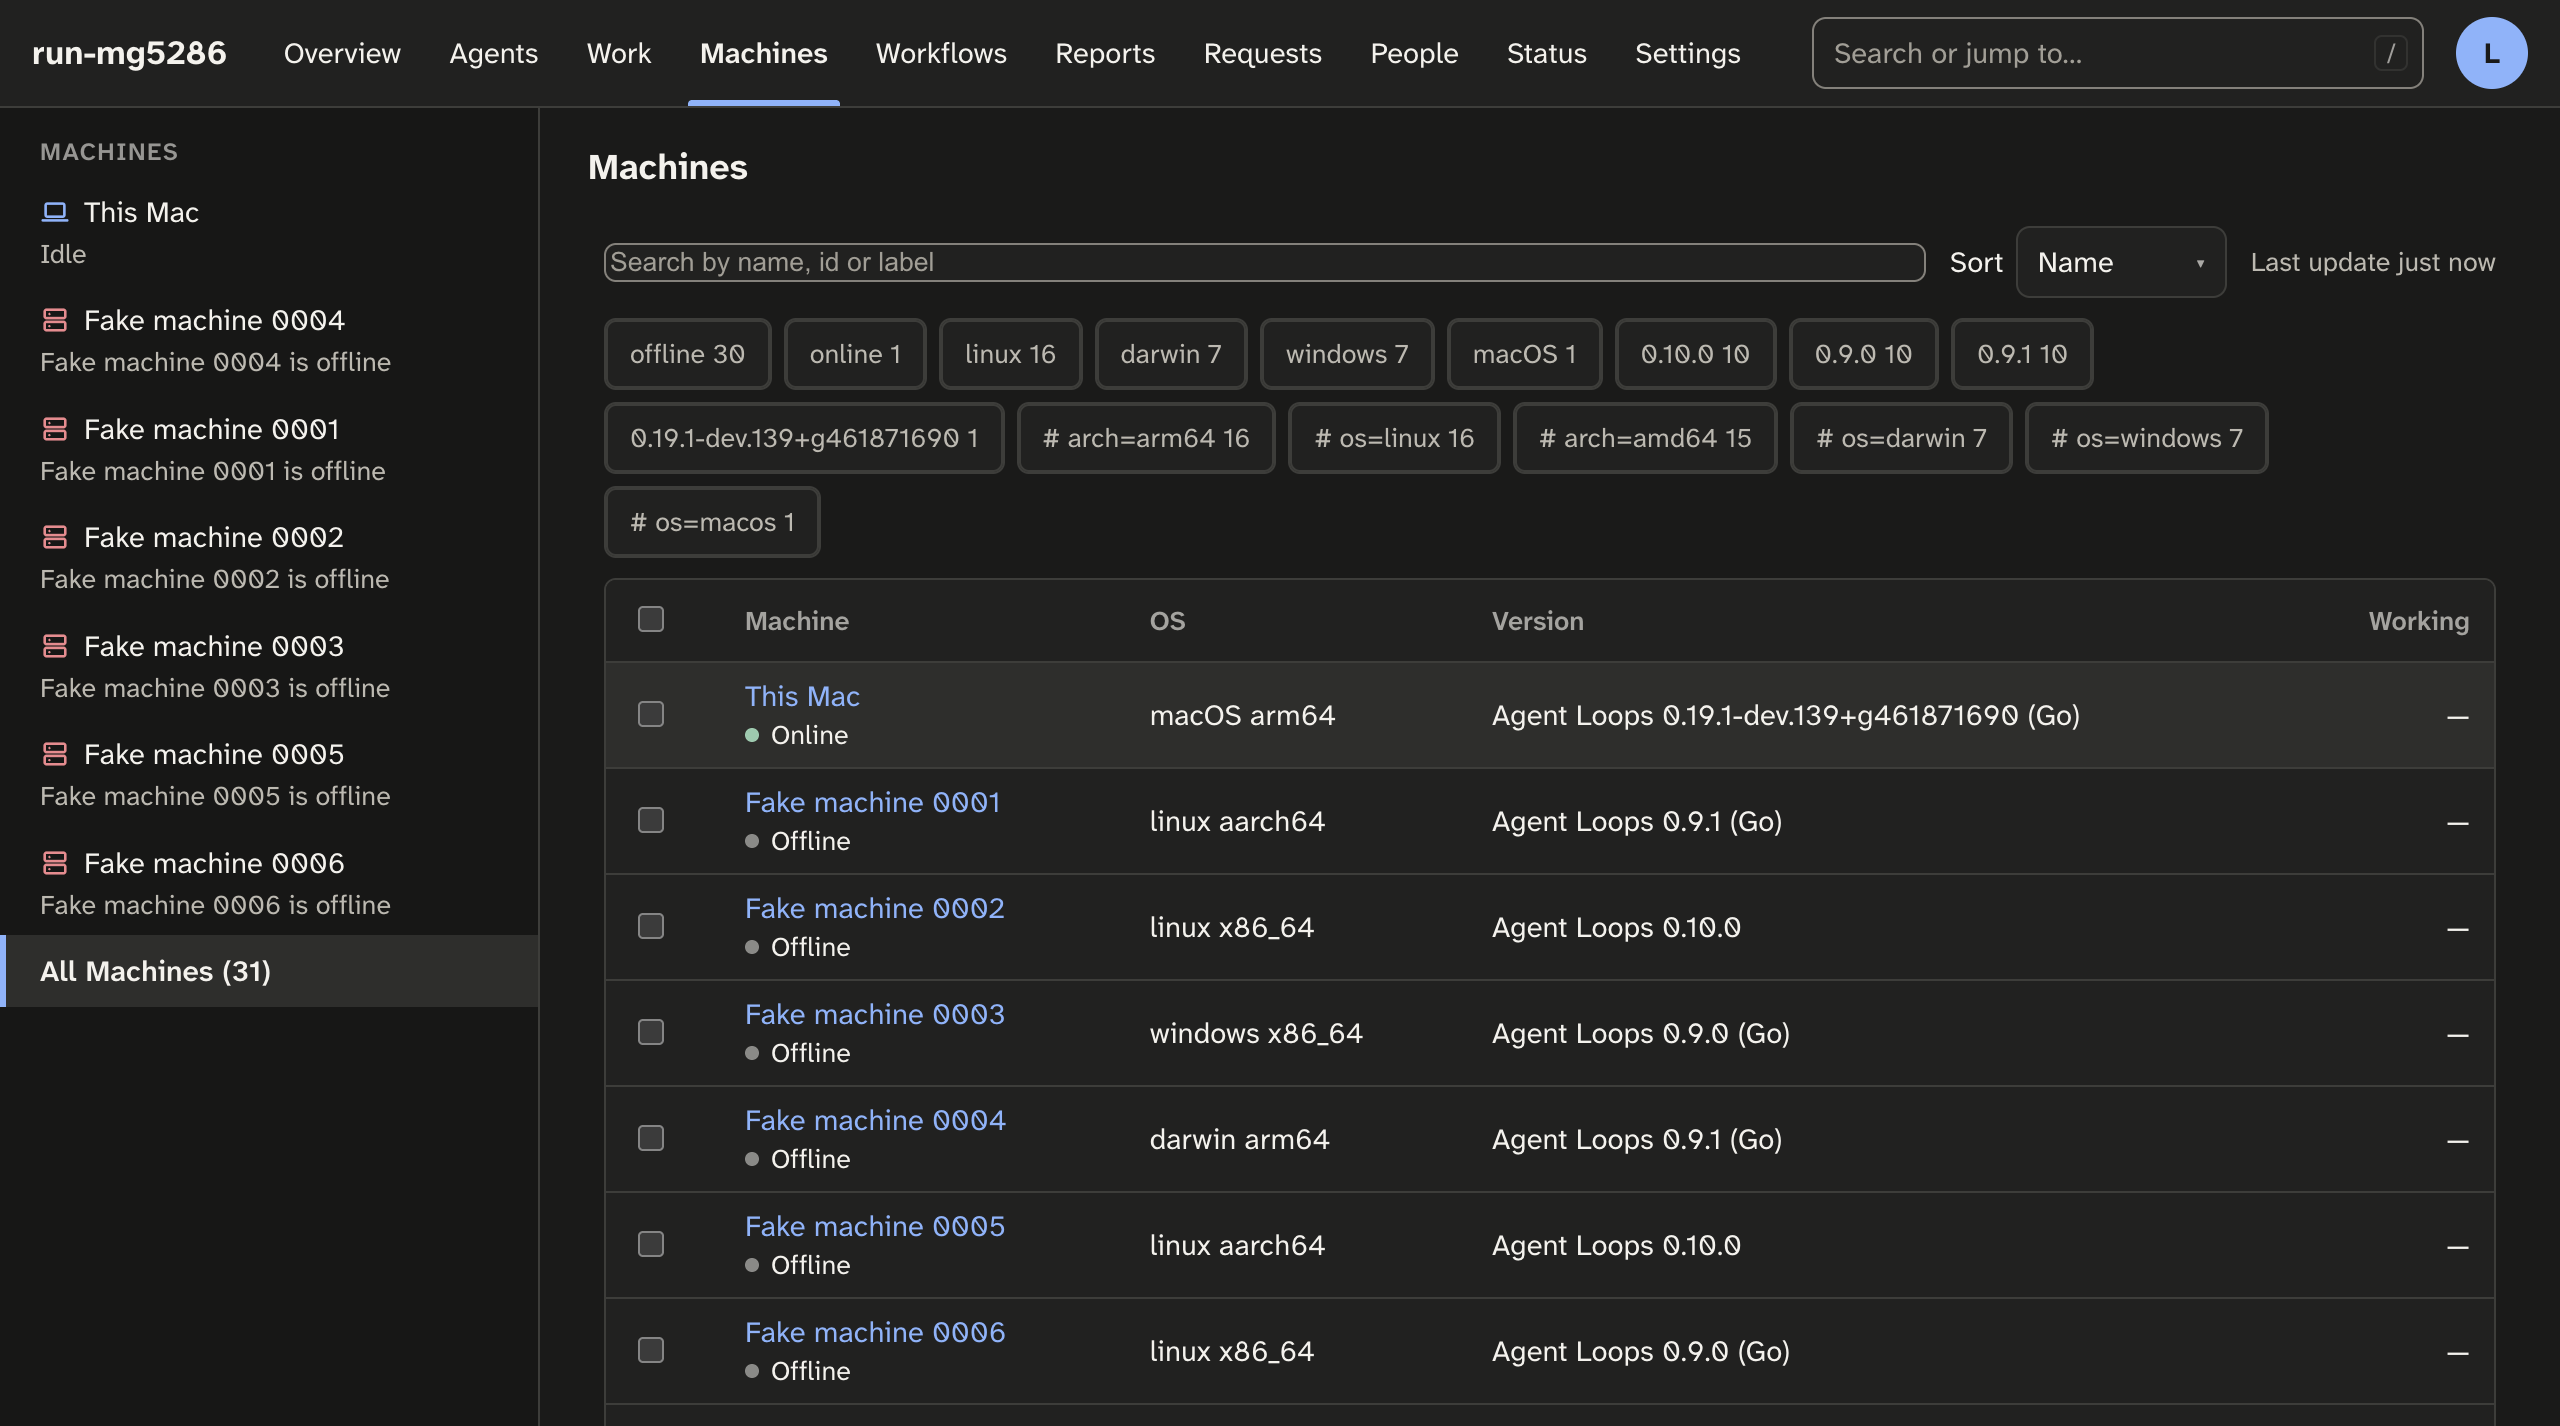 run-mg5286 Overview Agents Work Machines Workflows Reports Requests People Status Settings Search or jump to... / L
MACHINES
This Mac
Idle
Fake machine 0004
Fake machine 0004 is offline
Fake machine 0001
Fake machine 0001 is offline
Fake machine 0002
Fake machine 0002 is offline
Fake machine 0003
Fake machine 0003 is offline
Fake machine 0005
Fake machine 0005 is offline
Fake machine 0006
Fake machine 0006 is offline
All Machines (31)
Machines
Search by name, id or label Sort Name Last update just now
offline 30 online 1 linux 16 darwin 7 windows 7 macOS 1 0.10.0 10 0.9.0 10 0.9.1 10
0.19.1-dev.139+g461871690 1 # arch=arm64 16 # os=linux 16 # arch=amd64 15 # os=darwin 7 # os=windows 7
# os=macos 1
Machine OS Version Working
This Mac
Online
macOS arm64 Agent Loops 0.19.1-dev.139+g461871690 (Go) —
Fake machine 0001
Offline
linux aarch64 Agent Loops 0.9.1 (Go) —
Fake machine 0002
Offline
linux x86_64 Agent Loops 0.10.0 —
Fake machine 0003
Offline
windows x86_64 Agent Loops 0.9.0 (Go) —
Fake machine 0004
Offline
darwin arm64 Agent Loops 0.9.1 (Go) —
Fake machine 0005
Offline
linux aarch64 Agent Loops 0.10.0 —
Fake machine 0006
Offline
linux x86_64 Agent Loops 0.9.0 (Go) —